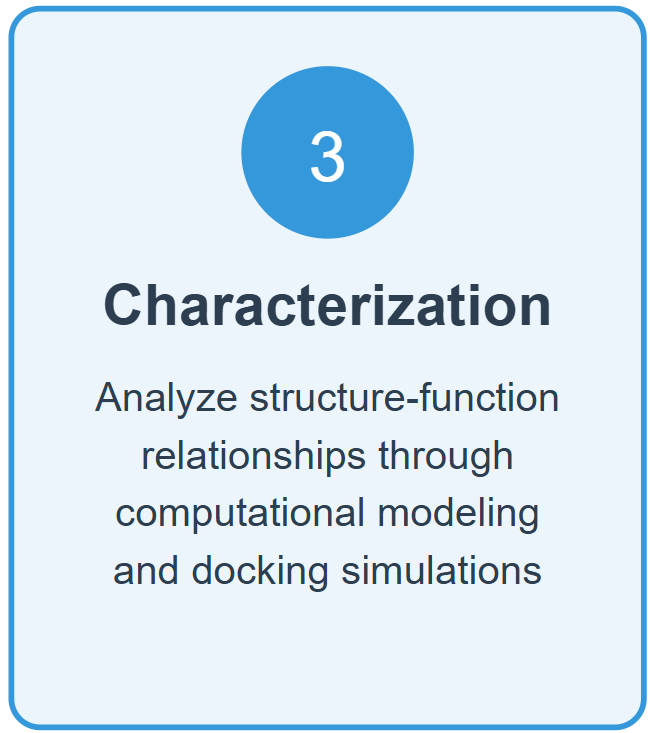 3
Characterization
Analyze structure-function
relationships through
computational modeling
and docking simulations